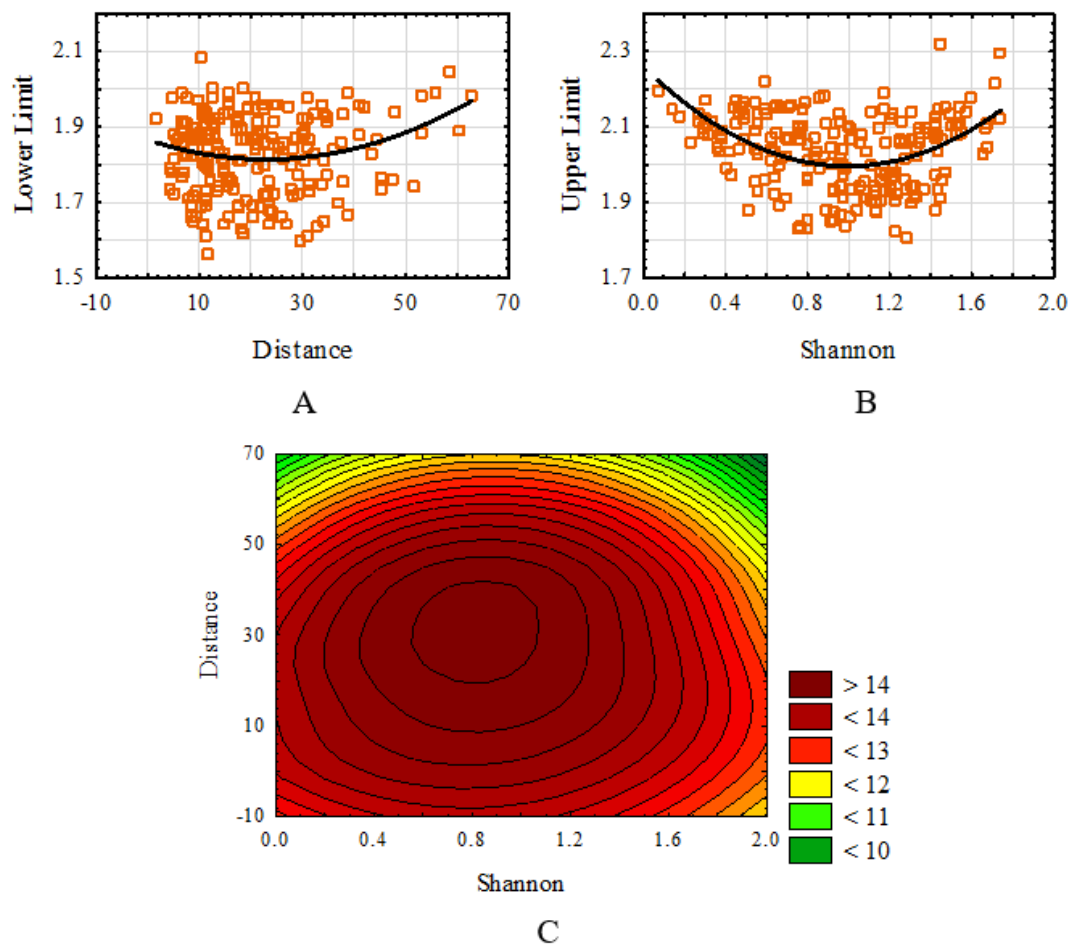 2.1
1.9
1.7
1.5
Lower Limit
-10 10 30 50 70
Distance
A
2.3
2.1
1.9
1.7
Upper Limit
0.0 0.4 0.8 1.2 1.6 2.0
Shannon
B
70
50
30
10
-10
Distance
0.0 0.4 0.8 1.2 1.6 2.0
Shannon
> 14
< 14
< 13
< 12
< 11
< 10
C